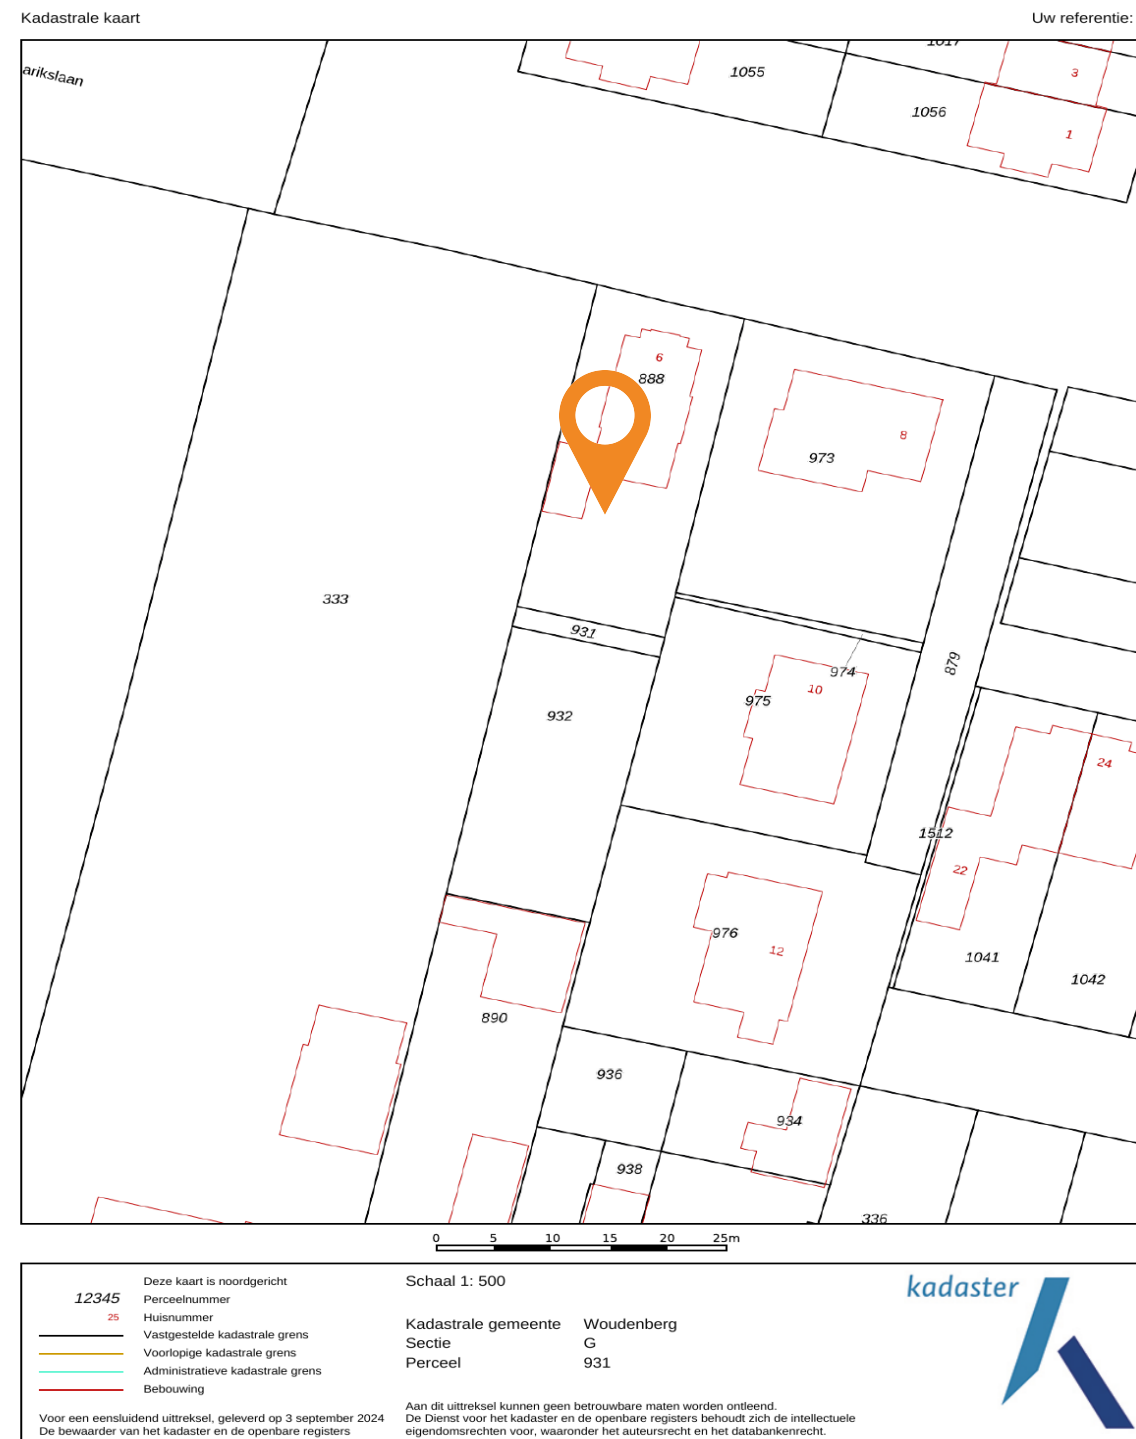 Kadastrale kaart
Uw referentie:
arikslaan
1017
1055
3
1056
1
6
888
8
973
333
931
974
879
10
975
932
24
1512
22
976
12
1041
1042
890
936
934
938
336
0 5 10 15 20 25m
Deze kaart is noordgericht
12345 Perceelnummer
25 Huisnummer
Vastgestelde kadastrale grens
Voorlopige kadastrale grens
Administratieve kadastrale grens
Bebouwing
Voor een eensluidend uittreksel, geleverd op 3 september 2024
De bewaarder van het kadaster en de openbare registers
Schaal 1: 500
Kadastrale gemeente Woudenberg
Sectie G
Perceel 931
Aan dit uittreksel kunnen geen betrouwbare maten worden ontleend.
De Dienst voor het kadaster en de openbare registers behoudt zich de intellectuele
eigendomsrechten voor, waaronder het auteursrecht en het databankenrecht.
kadaster